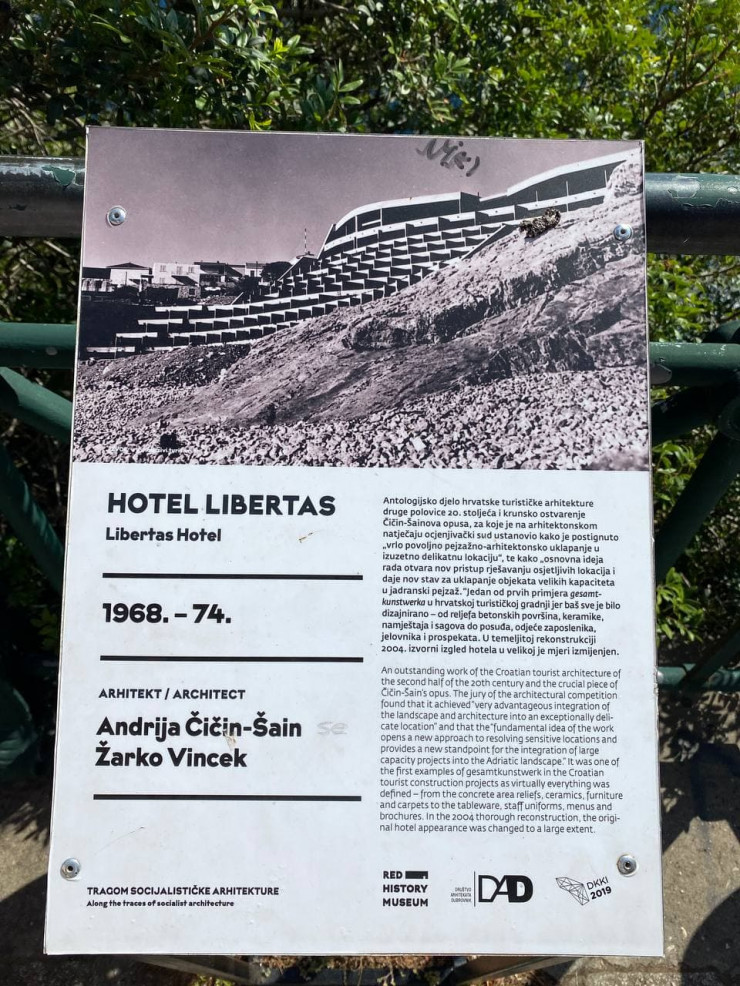 HOTEL LIBERTAS
Libertas Hotel
1968. – 74.
ARHITEKT / ARCHITECT
Andrija Čičin-Šain
Žarko Vincek
Antologijsko djelo hrvatske turističke arhitekture
druge polovice 20. stoljeća i krunsko ostvarenje
Čičin-Šainova opusa, za koje je na arhitektonskom
natječaju ocjenjivački sud ustanovio kako je postignuto
„vrlo povoljno pejzažno-arhitektonsko uklapanje u
izuzetno delikatnu lokaciju“, te kako „osnovna ideja
rada otvara nov pristup rješavanju osjetljivih lokacija i
daje nov stav za uklapanje objekata velikih kapaciteta
u jadranski pejzaž.“Jedan od prvih primjera gesamt-
kunstwerka u hrvatskoj turističkoj gradnji jer baš sve je bilo
dizajnirano – od reljefa betonskih površina, keramike,
namještaja i sagova do posuđa, odjeće zaposlenika,
jelovnika i prospekata. U temeljitoj rekonstrukciji
2004. izvorni izgled hotela u velikoj je mjeri izmijenjen.
An outstanding work of the Croatian tourist architecture of
the second half of the 20th century and the crucial piece of
Čičin-Šain's opus. The jury of the architectural competition
found that it achieved "very advantageous integration of
the landscape and architecture into an exceptionally deli-
cate location" and that the "fundamental idea of the work
opens a new approach to resolving sensitive locations and
provides a new standpoint for the integration of large
capacity projects into the Adriatic landscape." It was one of
the first examples of gesamtkunstwerk in the Croatian
tourist construction projects as virtually everything was
defined – from the concrete area reliefs, ceramics, furniture
and carpets to the tableware, staff uniforms, menus and
brochures. In the 2004 thorough reconstruction, the origi-
nal hotel appearance was changed to a large extent.
TRAGOM SOCIJALISTIČKE ARHITEKTURE
Along the traces of socialist architecture
RED
HISTORY
MUSEUM
DRUŠTVO
ARHITEKATA
DUBROVNIK
DAD
DKKI
2019